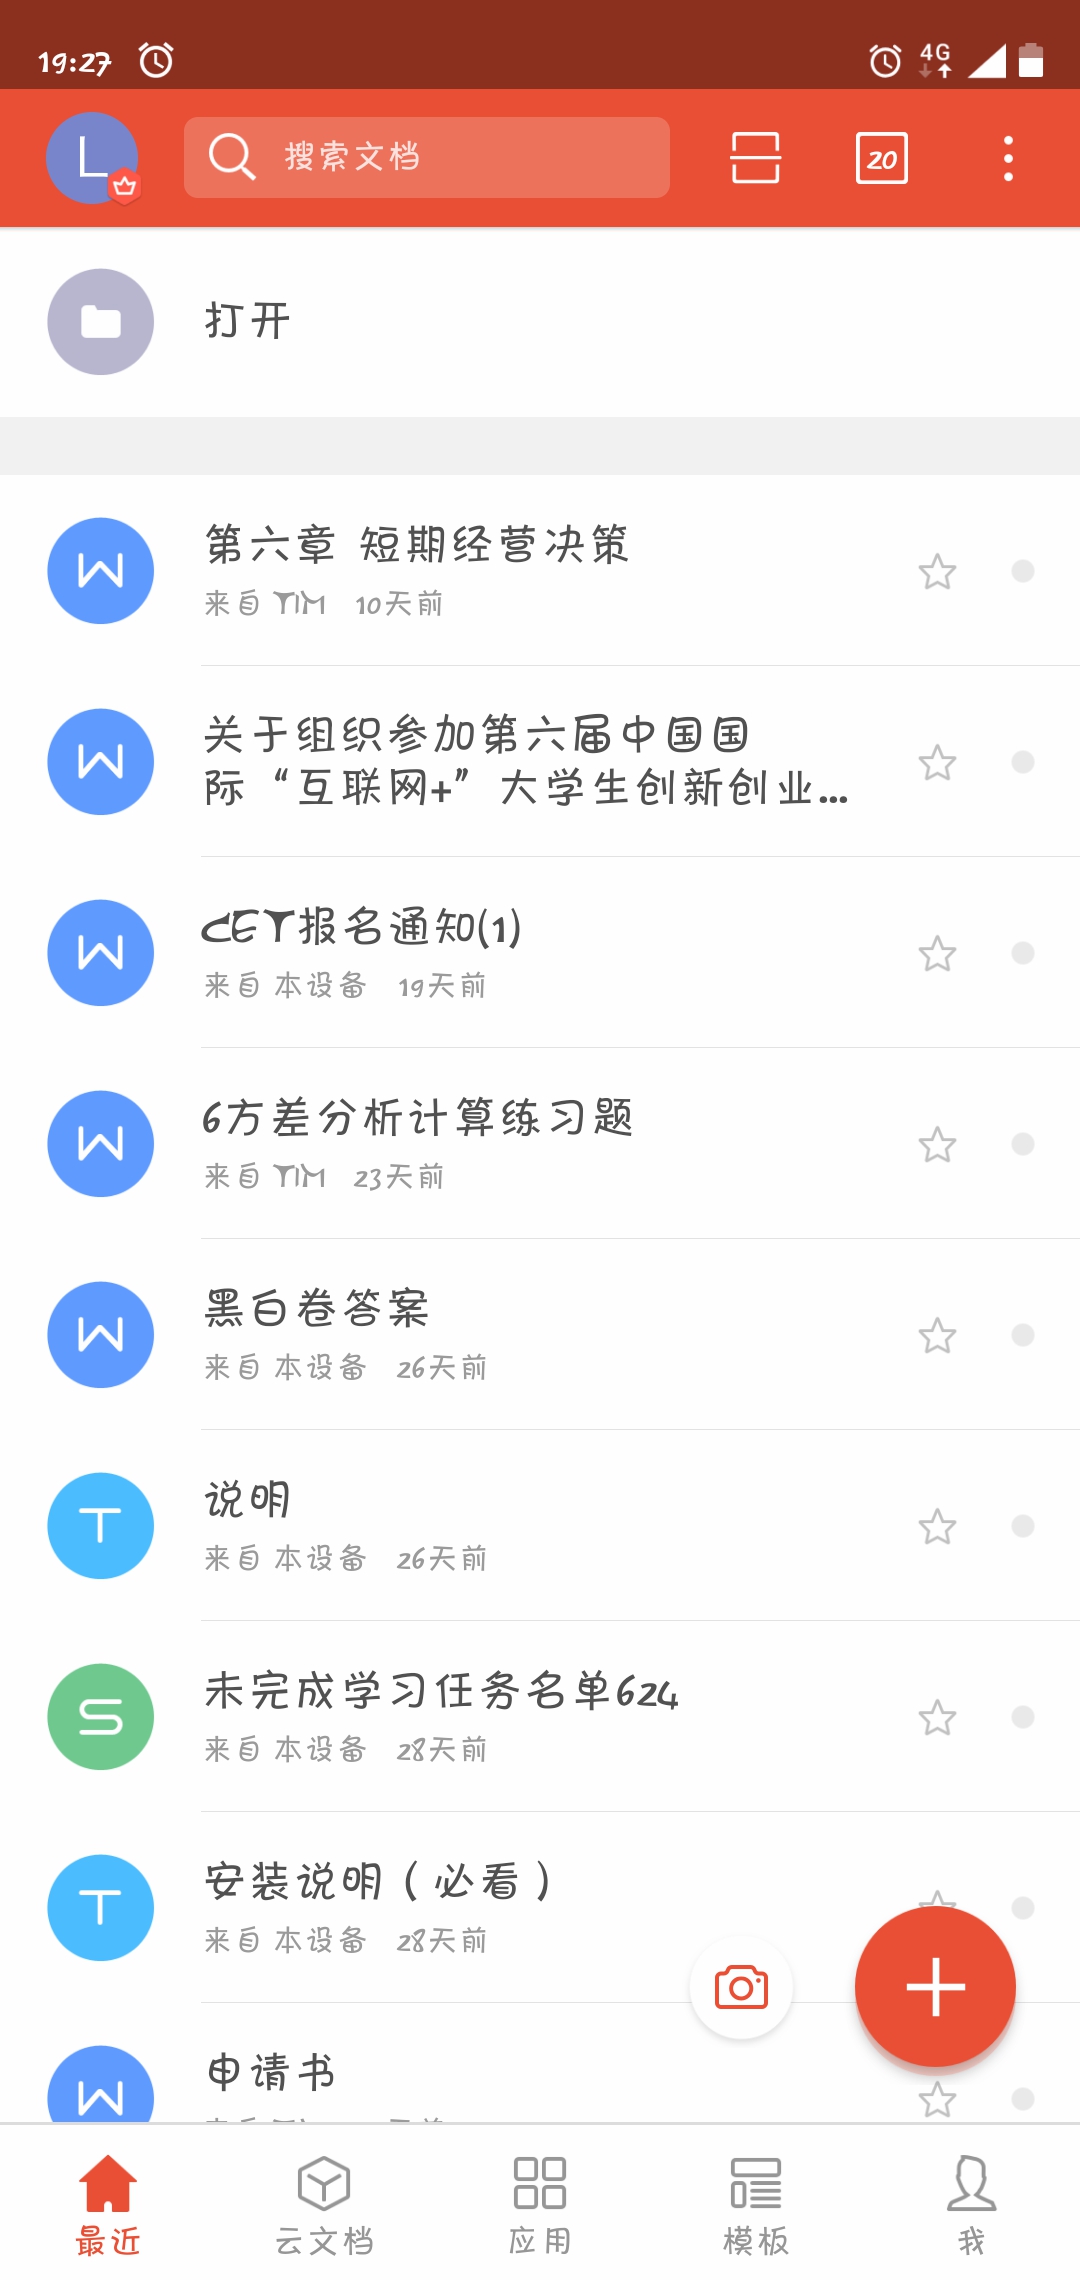 19:27
4G
L
搜索文档
20
打开
第六章 短期经营决策
来自 TIM 10天前
关于组织参加第六届中国国
际“互联网+”大学生创新创业...
CET报名通知(1)
来自 本设备 19天前
6方差分析计算练习题
来自 TIM 23天前
黑白卷答案
来自 本设备 26天前
T
说明
来自 本设备 26天前
S
未完成学习任务名单624
来自 本设备 28天前
T
安装说明（必看）
来自 本设备 28天前
申请书
最近
云文档
应用
模板
我